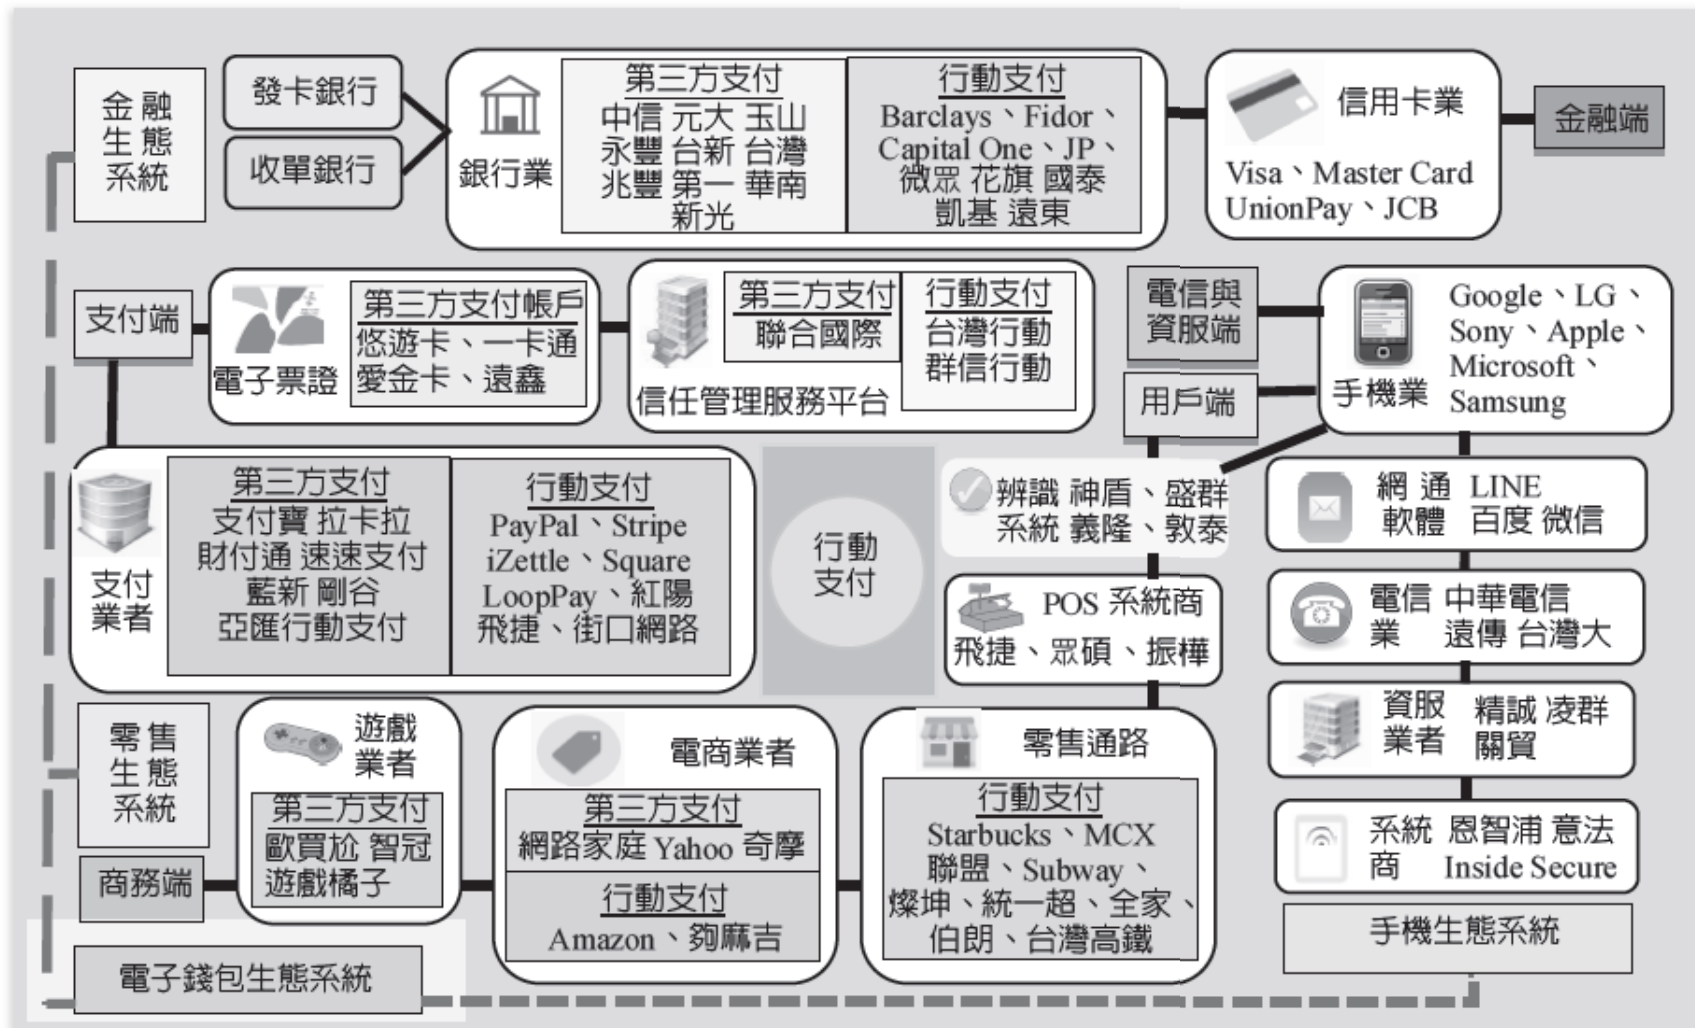 金 融
生 態
系統
發卡銀行
收單銀行
銀行業
第三方支付
中信 元大 玉山
永豐 台新 台灣
兆豐 第一 華南
新光
行動支付
Barclays、Fidor、
Capital One、JP、
微眾 花旗 國泰
凱基 遠東
信用卡業
Visa、Master Card
UnionPay、JCB
金融端
支付端
電子票證
第三方支付帳戶
悠遊卡、一卡通
愛金卡、遠鑫
信任管理服務平台
第三方支付
聯合國際
行動支付
台灣行動
群信行動
電信與
資服端
用戶端
手機業
Google、LG、
Sony、Apple、
Microsoft、
Samsung
支付
業者
第三方支付
支付寶 拉卡拉
財付通 速速支付
藍新 剛谷
亞匯行動支付
行動支付
PayPal、Stripe
iZettle、Square
LoopPay、紅陽
飛捷、街口網路
行動
支付
辨識 神盾、盛群
系統 義隆、敦泰
POS 系統商
飛捷、眾碩、振樺
網 通 LINE
軟體 百度 微信
電信 中華電信
業 遠傳 台灣大
資服 精誠 凌群
業者 關貿
系統 恩智浦 意法
商 Inside Secure
手機生態系統
零 售
生 態
系統
商務端
遊戲
業者
第三方支付
歐買尬 智冠
遊戲橘子
電商業者
第三方支付
網路家庭 Yahoo 奇摩
行動支付
Amazon、夠麻吉
零售通路
行動支付
Starbucks、MCX
聯盟、Subway、
燦坤、統一超、全家、
伯朗、台灣高鐵
電子錢包生態系統